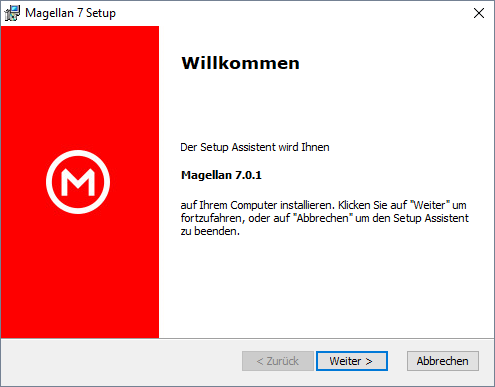 Magellan 7 Setup
Willkommen
Der Setup Assistent wird Ihnen
Magellan 7.0.1
auf Ihrem Computer installieren. Klicken Sie auf "Weiter" um
fortzufahren, oder auf "Abbrechen" um den Setup Assistent
zu beenden.
M
< Zurück
Weiter >
Abbrechen